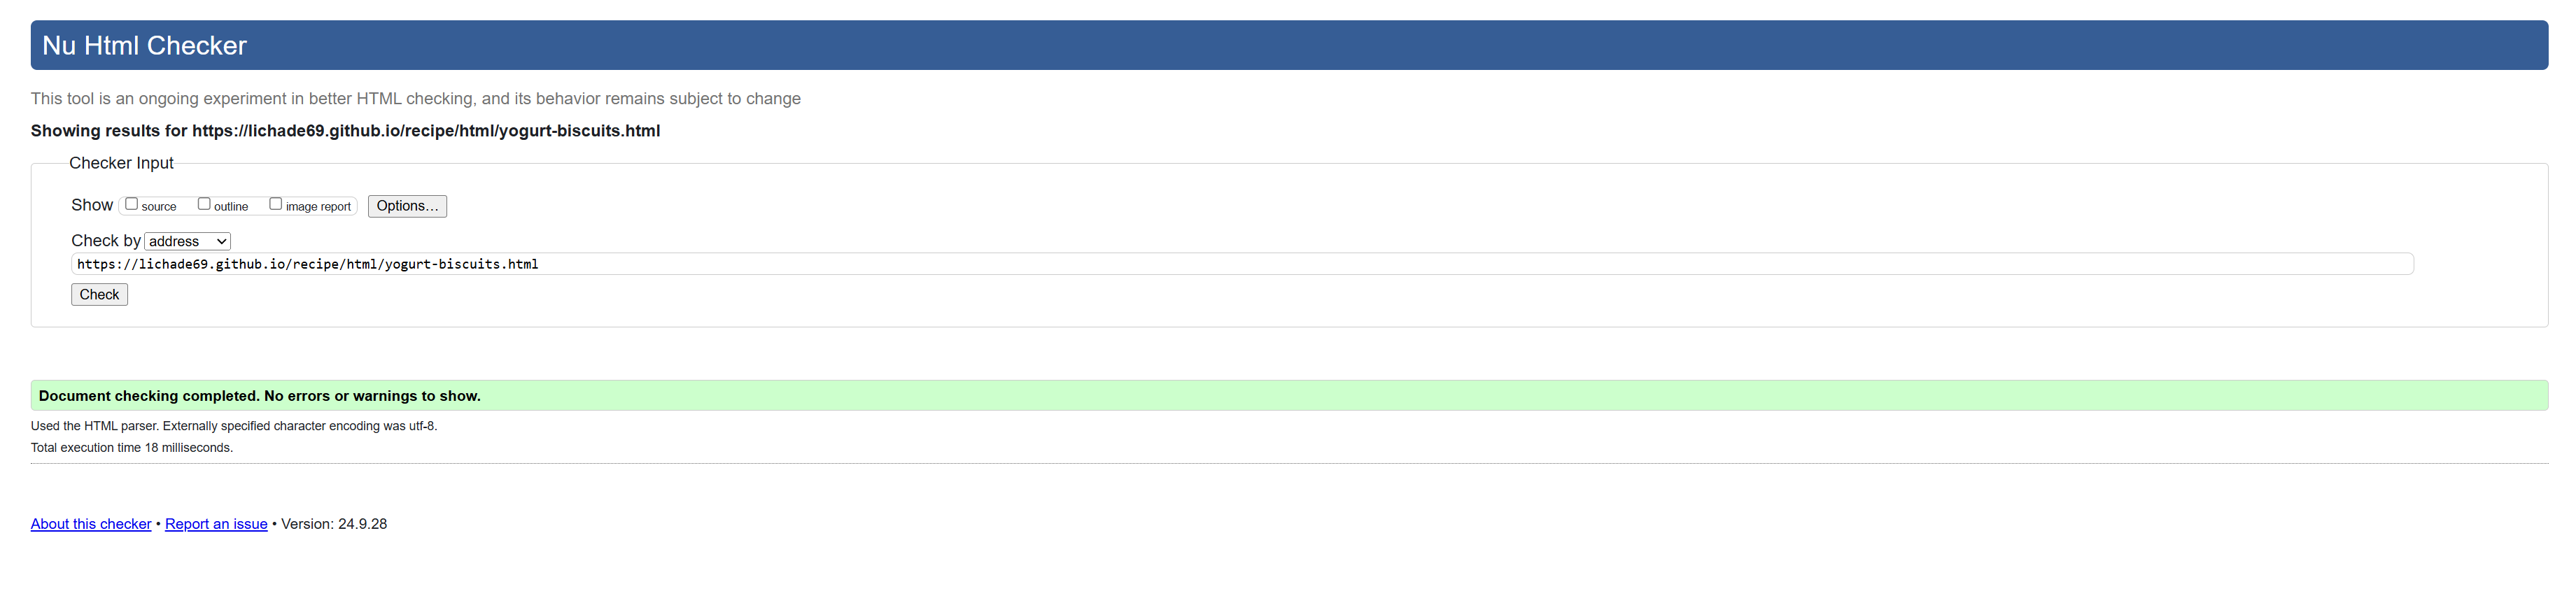 Nu Html Checker
This tool is an ongoing experiment in better HTML checking, and its behavior remains subject to change
Showing results for https://lichade69.github.io/recipe/html/yogurt-biscuits.html
Checker Input
Show source outline image report Options...
Check by address
https://lichade69.github.io/recipe/html/yogurt-biscuits.html
Check
Document checking completed. No errors or warnings to show.
Used the HTML parser. Externally specified character encoding was utf-8.
Total execution time 18 milliseconds.
About this checker • Report an issue • Version: 24.9.28